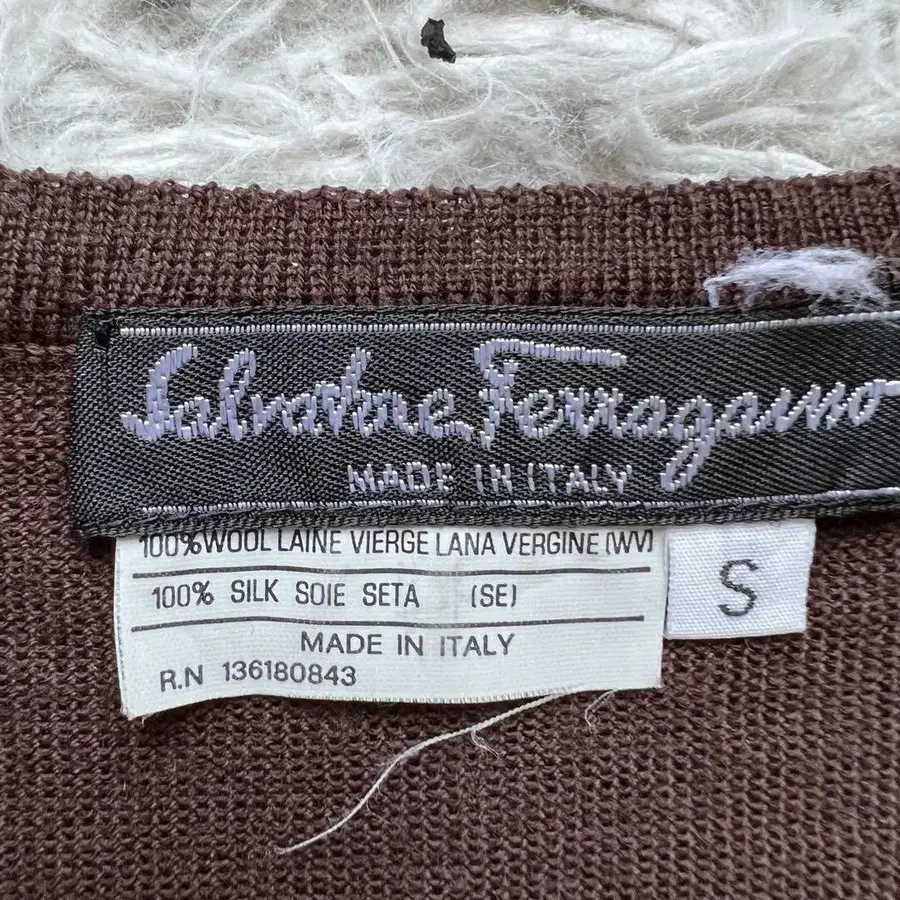 Salvatore Ferragamo
MADE IN ITALY
100% WOOL LAINE VIERGE LANA VERGINE (WV)
100% SILK SOIE SETA (SE)
MADE IN ITALY
R.N 136180843
S